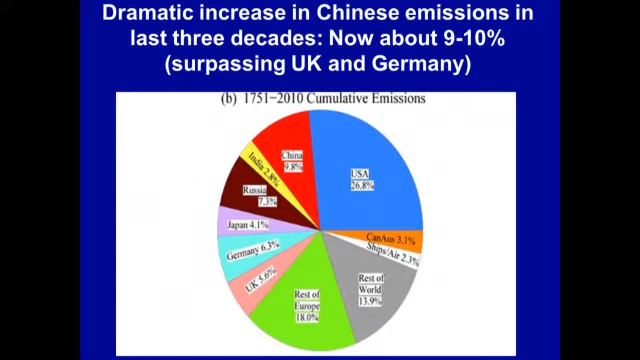 Dramatic increase in Chinese emissions in
last three decades: Now about 9-10%
(surpassing UK and Germany)
(b) 1751−2010 Cumulative Emissions
China
9.8%
USA
26.8%
India 2.8%
Russia
7.3%
Japan 4.1%
CanAus 3.1%
Ships/Air 2.3%
Germany 6.3%
UK 5.6%
Rest of
World
13.9%
Rest of
Europe
18.0%